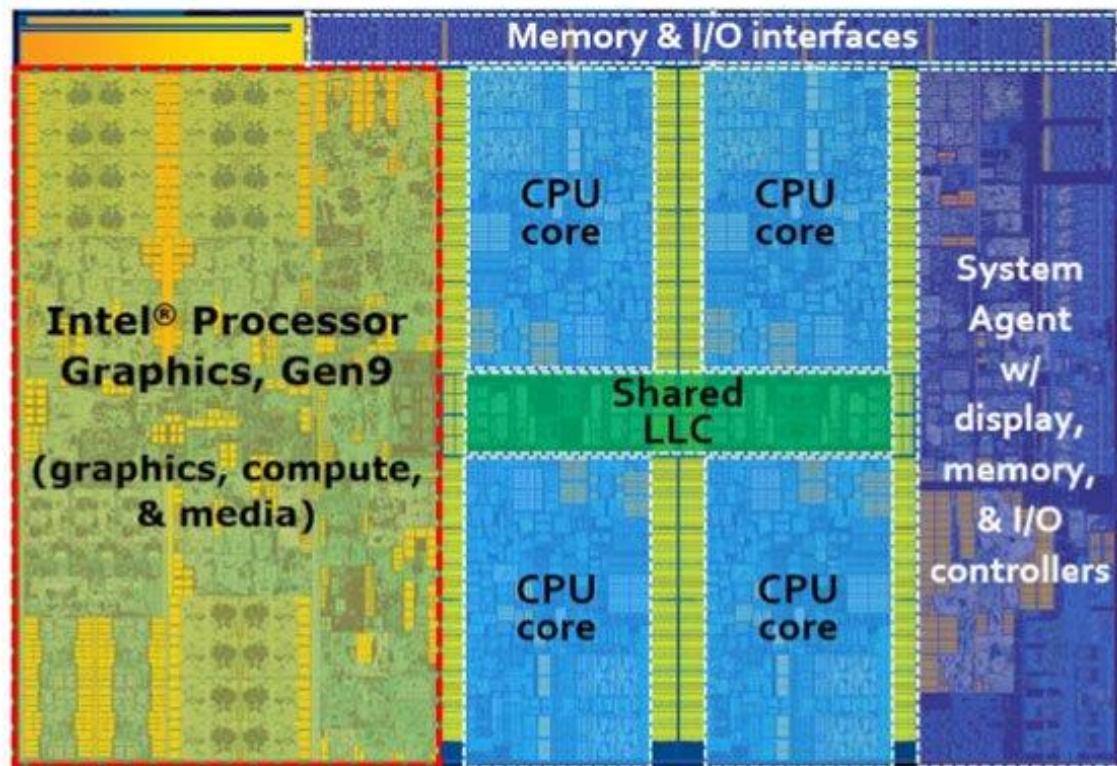 Memory & I/O interfaces
Intel® Processor
Graphics, Gen9
(graphics, compute,
& media)
CPU
core
CPU
core
Shared
LLC
CPU
core
CPU
core
System
Agent
w/
display,
memory,
& I/O
controllers